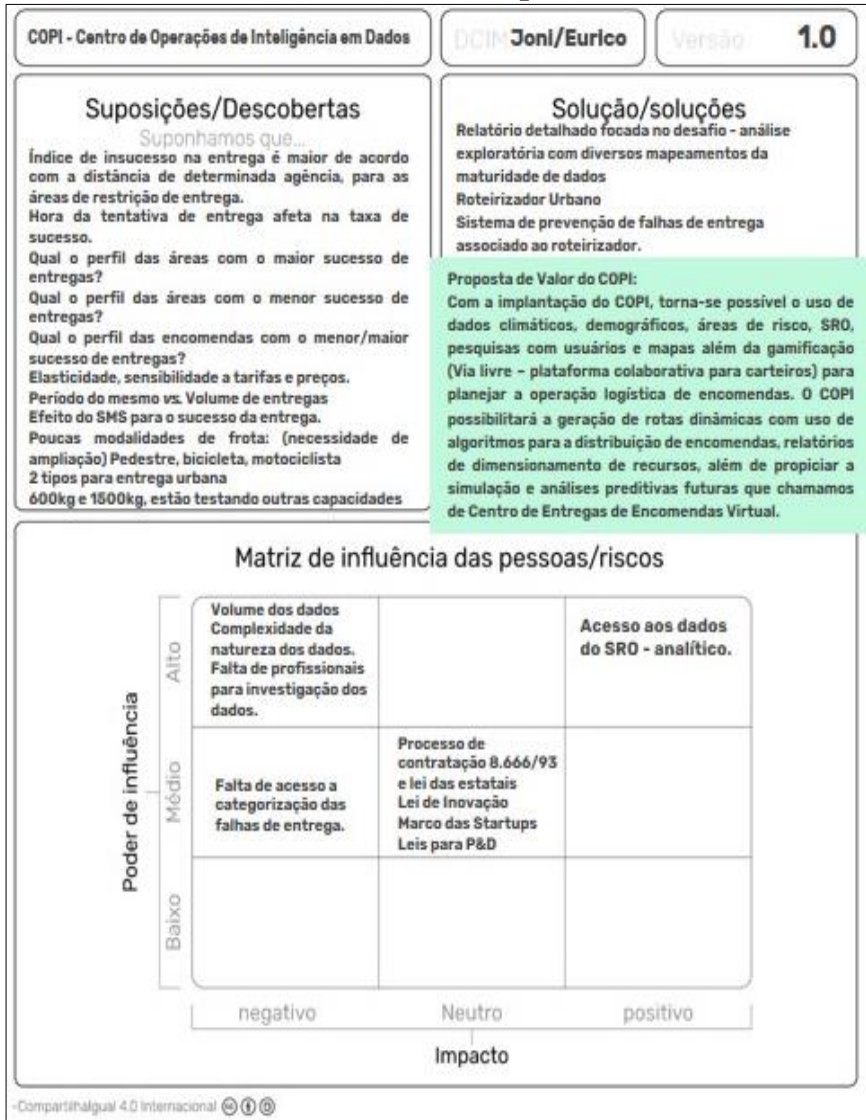 COPI - Centro de Operações de Inteligência em Dados
DCIM Joni/Eurico
Versão 1.0
Suposições/Descobertas
Suponhamos que...
Índice de insucesso na entrega é maior de acordo
com a distância de determinada agência, para as
áreas de restrição de entrega.
Hora da tentativa de entrega afeta na taxa de
sucesso.
Qual o perfil das áreas com o maior sucesso de
entregas?
Qual o perfil das áreas com o menor sucesso de
entregas?
Qual o perfil das encomendas com o menor/maior
sucesso de entregas?
Elasticidade, sensibilidade a tarifas e preços.
Período do mesmo vs. Volume de entregas
Efeito do SMS para o sucesso da entrega.
Poucas modalidades de frota: (necessidade de
ampliação) Pedestre, bicicleta, motociclista
2 tipos para entrega urbana
600kg e 1500kg, estão testando outras capacidades
Solução/soluções
Relatório detalhado focada no desafio - análise
exploratória com diversos mapeamentos da
maturidade de dados
Roteirizador Urbano
Sistema de prevenção de falhas de entrega
associado ao roteirizador.
Proposta de Valor do COPI:
Com a implantação do COPI, torna-se possível o uso de
dados climáticos, demográficos, áreas de risco, SRO,
pesquisas com usuários e mapas além da gamificação
(Via livre – plataforma colaborativa para carteiros) para
planejar a operação logística de encomendas. O COPI
possibilitará a geração de rotas dinâmicas com uso de
algoritmos para a distribuição de encomendas, relatórios
de dimensionamento de recursos, além de propiciar a
simulação e análises preditivas futuras que chamamos
de Centro de Entregas de Encomendas Virtual.
Matriz de influência das pessoas/riscos
Poder de influência
Alto
Volume dos dados
Complexidade da
natureza dos dados.
Falta de profissionais
para investigação dos
dados.
Acesso aos dados
do SRO - analítico.
Médio
Falta de acesso a
categorização das
falhas de entrega.
Processo de
contratação 8.666/93
e lei das estatais
Lei de Inovação
Marco das Startups
Leis para P&D
Baixo
negativo
Neutro
positivo
Impacto
-CompartilhaIgual 4.0 Internacional